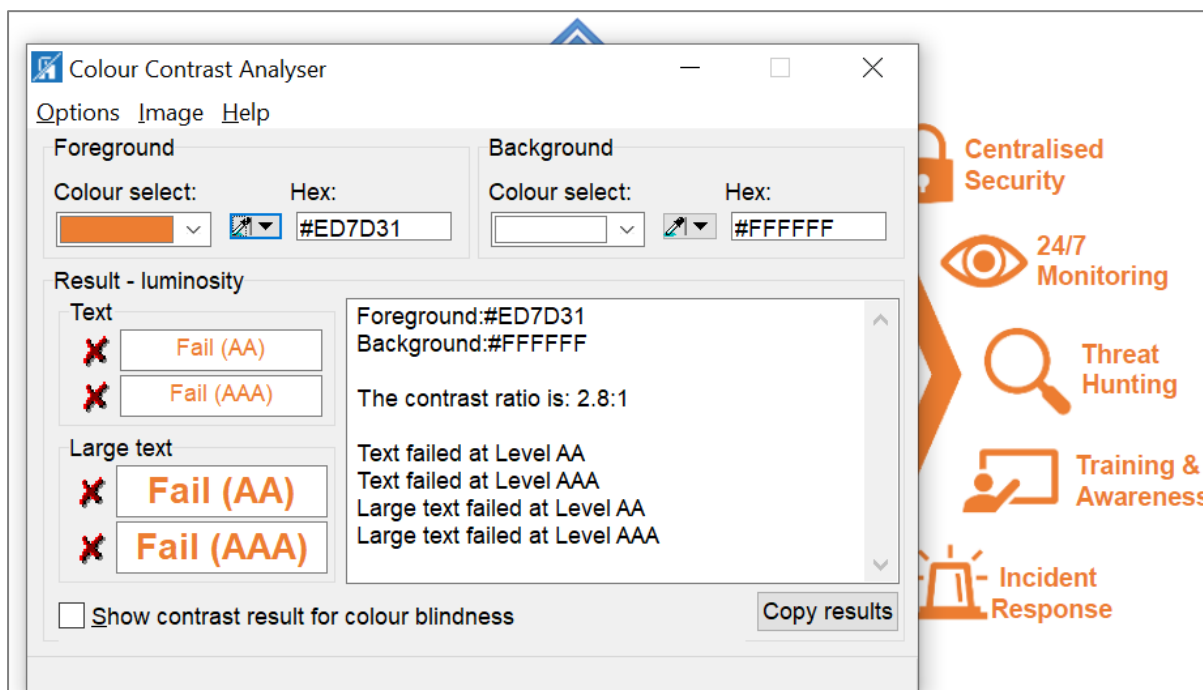 Colour Contrast Analyser
Options Image Help
Foreground
Colour select:
Hex:
#ED7D31
Background
Colour select:
Hex:
#FFFFFF
Result - luminosity
Text
Fail (AA)
Fail (AAA)
Large text
Fail (AA)
Fail (AAA)
Foreground:#ED7D31
Background:#FFFFFF
The contrast ratio is: 2.8:1
Text failed at Level AA
Text failed at Level AAA
Large text failed at Level AA
Large text failed at Level AAA
Show contrast result for colour blindness
Copy results
Centralised
Security
24/7
Monitoring
Threat
Hunting
Training &
Awareness
Incident
Response